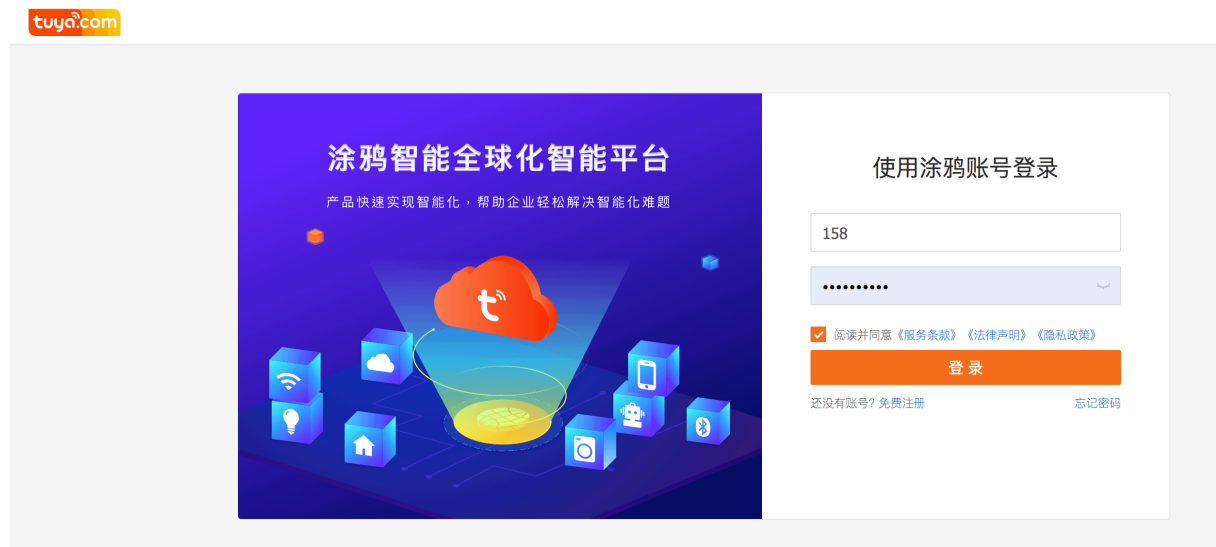 tuya.com
涂鸦智能全球化智能平台
产品快速实现智能化，帮助企业轻松解决智能化难题
使用涂鸦账号登录
158
••••••••••
阅读并同意《服务条款》《法律声明》《隐私政策》
登 录
还没有账号? 免费注册 忘记密码